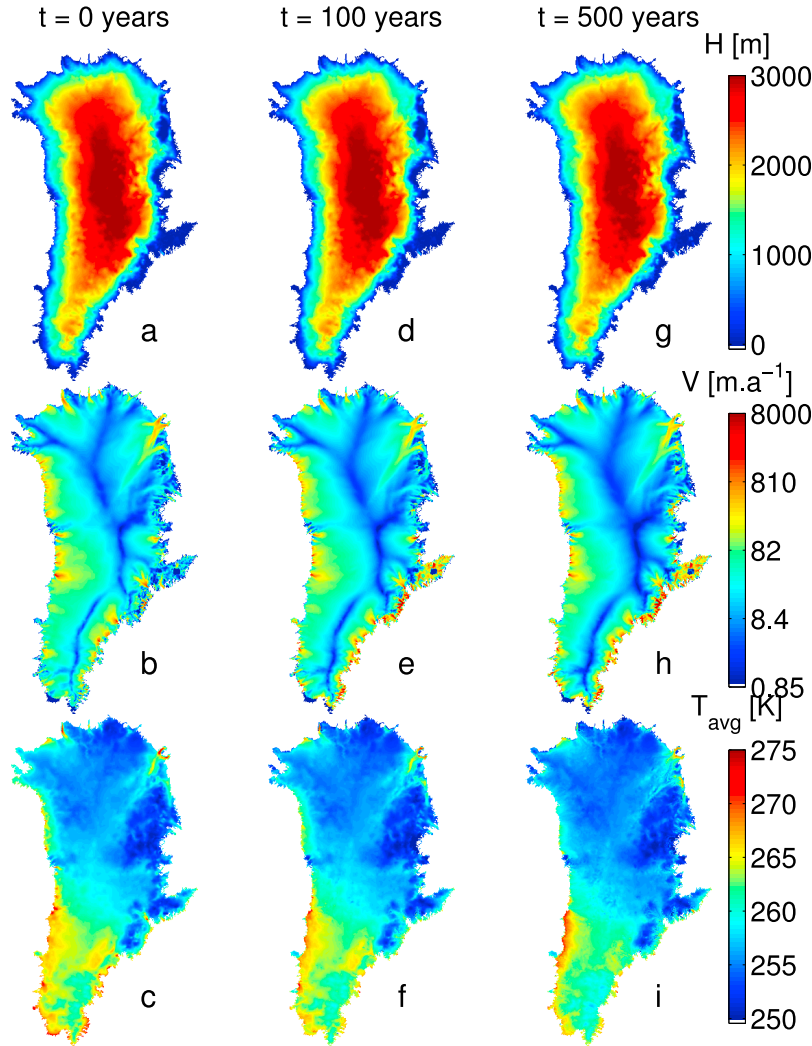 t = 0 years
t = 100 years
t = 500 years
H [m]
3000
2000
1000
0
a
d
g
V [m.a⁻¹]
8000
810
82
8.4
0.85
b
e
h
T_avg [K]
275
270
265
260
255
250
c
f
i